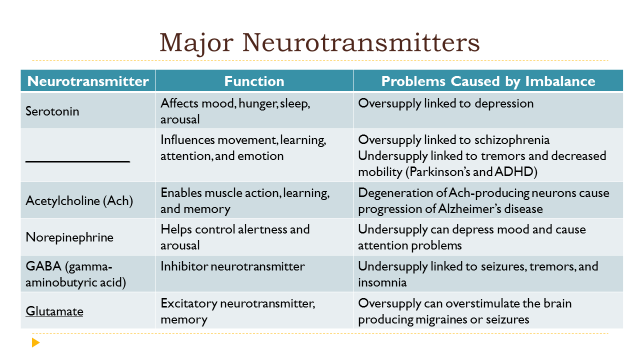 Major Neurotransmitters
Neurotransmitter Function Problems Caused by Imbalance
Serotonin
Affects mood, hunger, sleep,
arousal
Oversupply linked to depression
Influences movement, learning,
attention, and emotion
Oversupply linked to schizophrenia
Undersupply linked to tremors and decreased
mobility (Parkinson's and ADHD)
Acetylcholine (Ach)
Enables muscle action, learning,
and memory
Degeneration of Ach-producing neurons cause
progression of Alzheimer's disease
Norepinephrine
Helps control alertness and
arousal
Undersupply can depress mood and cause
attention problems
GABA (gamma-
aminobutyric acid)
Inhibitor neurotransmitter
Undersupply linked to seizures, tremors, and
insomnia
Glutamate
Excitatory neurotransmitter,
memory
Oversupply can overstimulate the brain
producing migraines or seizures